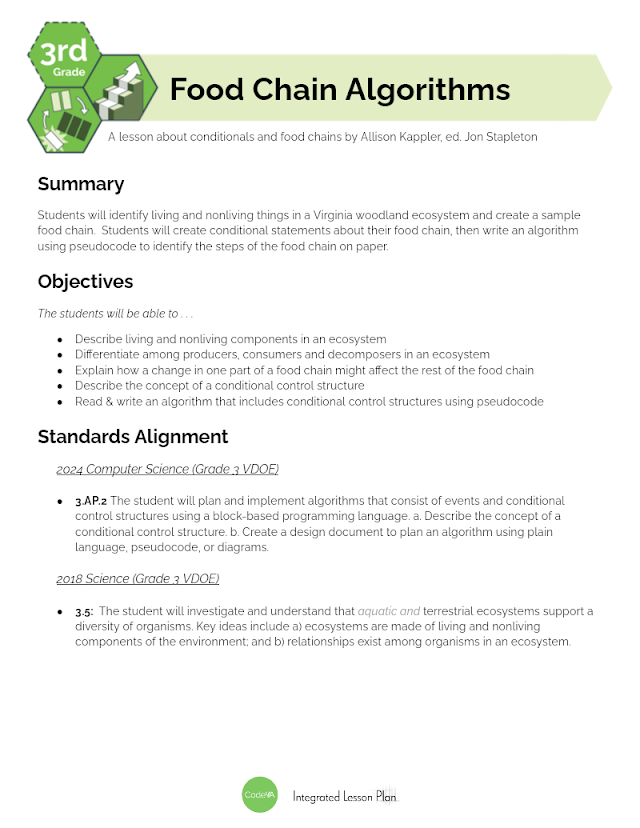 3rd
Grade
Food Chain Algorithms
A lesson about conditionals and food chains by Allison Kappler, ed. Jon Stapleton
Summary
Students will identify living and nonliving things in a Virginia woodland ecosystem and create a sample
food chain.  Students will create conditional statements about their food chain, then write an algorithm
using pseudocode to identify the steps of the food chain on paper.
Objectives
The students will be able to . . .
● Describe living and nonliving components in an ecosystem
● Differentiate among producers, consumers and decomposers in an ecosystem
● Explain how a change in one part of a food chain might affect the rest of the food chain
● Describe the concept of a conditional control structure
● Read & write an algorithm that includes conditional control structures using pseudocode
Standards Alignment
2024 Computer Science (Grade 3 VDOE)
● 3.AP.2 The student will plan and implement algorithms that consist of events and conditional
control structures using a block-based programming language. a. Describe the concept of a
conditional control structure. b. Create a design document to plan an algorithm using plain
language, pseudocode, or diagrams.
2018 Science (Grade 3 VDOE)
● 3.5:  The student will investigate and understand that aquatic and terrestrial ecosystems support a
diversity of organisms. Key ideas include a) ecosystems are made of living and nonliving
components of the environment; and b) relationships exist among organisms in an ecosystem.
CodeVA
Integrated Lesson Plan